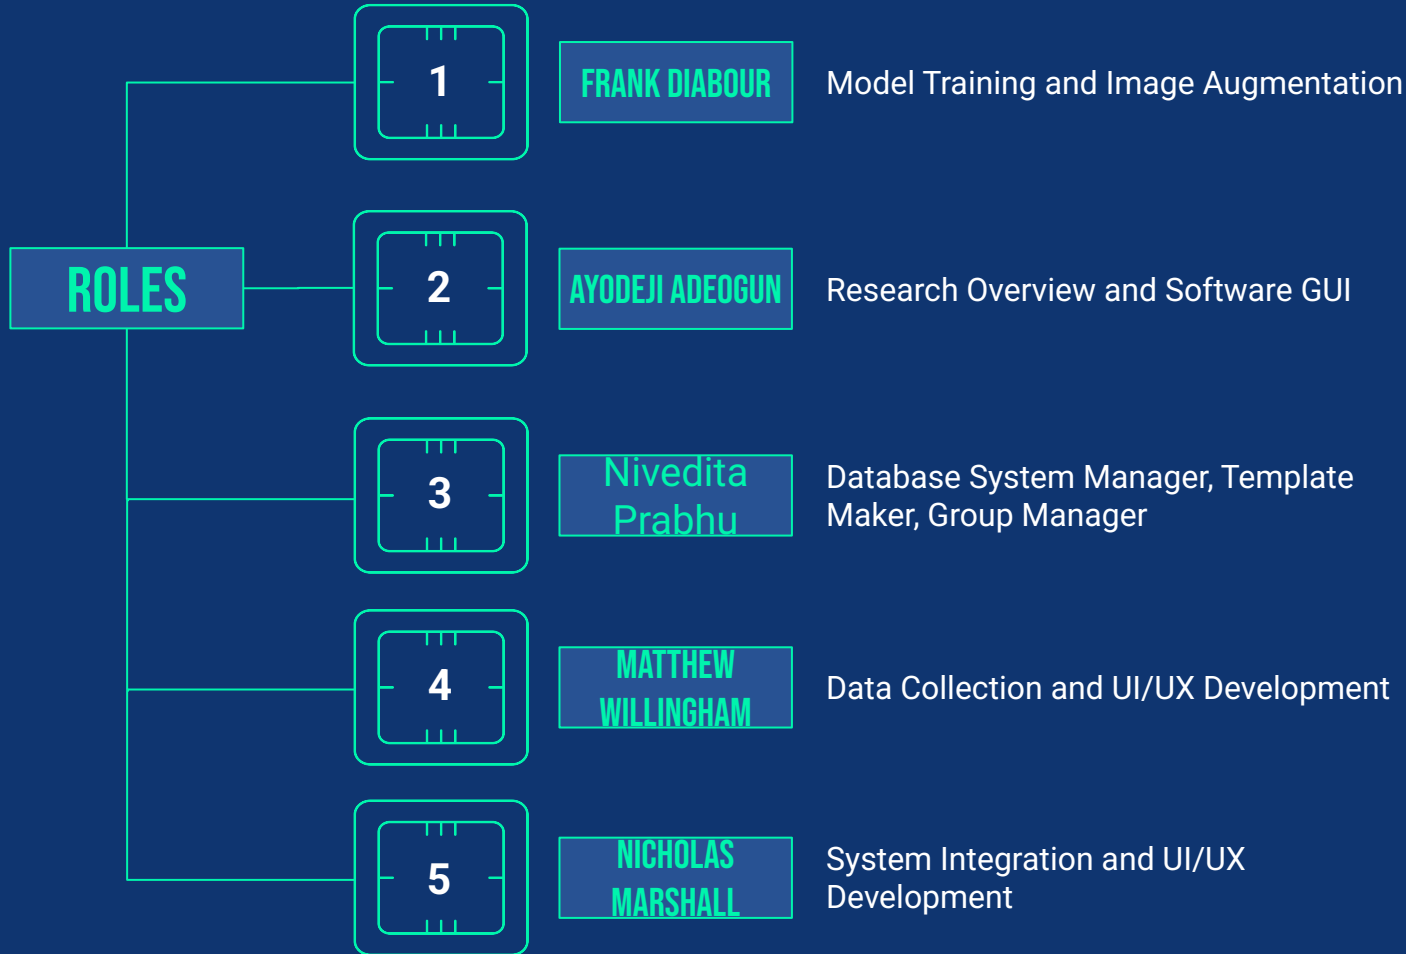 1
FRANK DIABOUR
Model Training and Image Augmentation
ROLES
2
AYODEJI ADEOGUN
Research Overview and Software GUI
3
Nivedita
Prabhu
Database System Manager, Template
Maker, Group Manager
4
MATTHEW
WILLINGHAM
Data Collection and UI/UX Development
5
NICHOLAS
MARSHALL
System Integration and UI/UX
Development